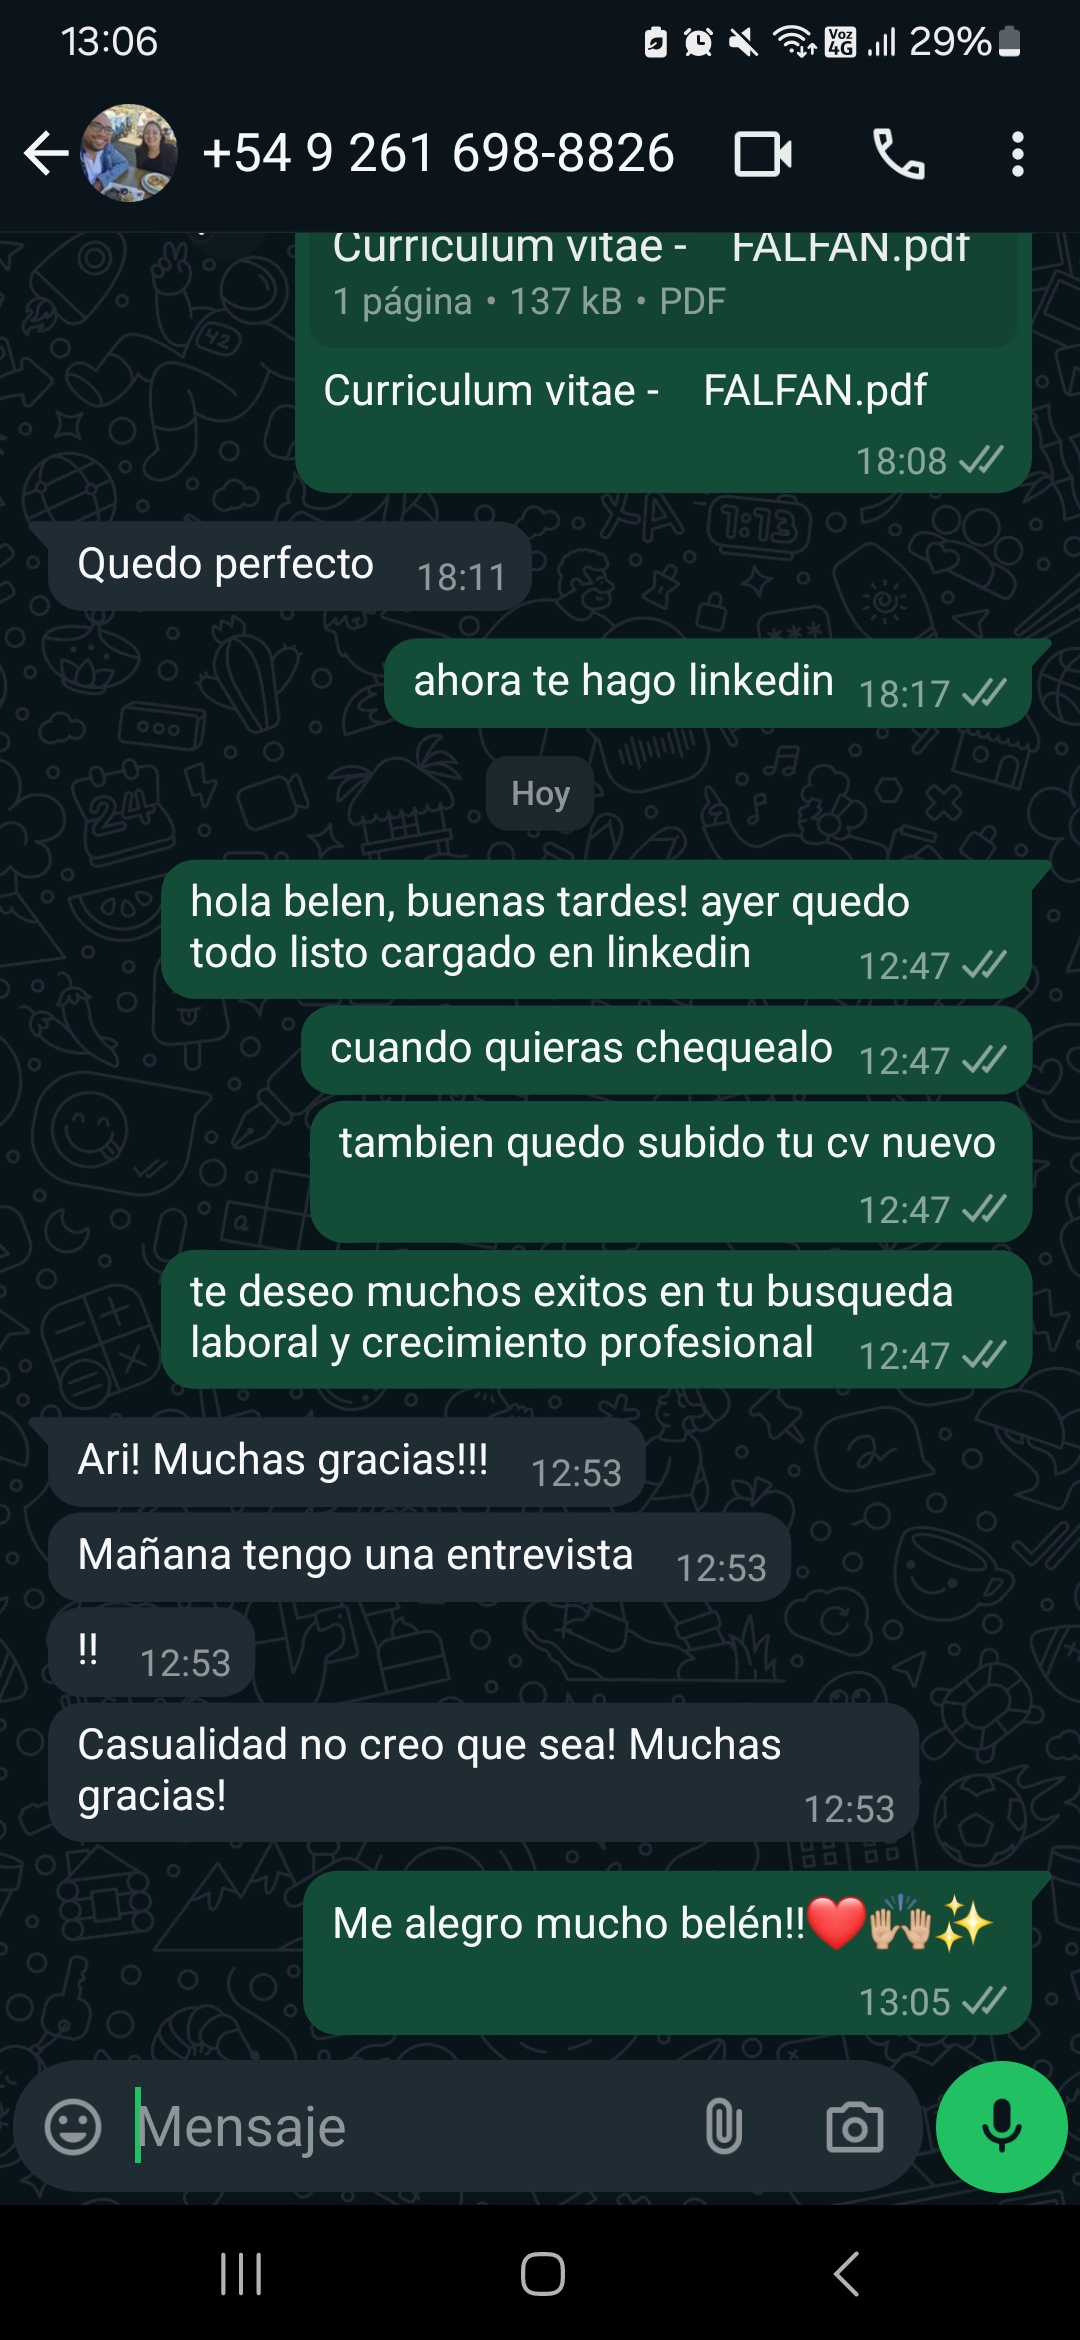 13:06
Voz
4G
29%
+54 9 261 698-8826
Curriculum vitae - FALFAN.pdf
1 página • 137 kB • PDF
Curriculum vitae - FALFAN.pdf
18:08
Quedo perfecto 18:11
ahora te hago linkedin 18:17
Hoy
hola belen, buenas tardes! ayer quedo
todo listo cargado en linkedin 12:47
cuando quieras chequealo 12:47
tambien quedo subido tu cv nuevo
12:47
te deseo muchos exitos en tu busqueda
laboral y crecimiento profesional 12:47
Ari! Muchas gracias!!! 12:53
Mañana tengo una entrevista 12:53
!! 12:53
Casualidad no creo que sea! Muchas
gracias! 12:53
Me alegro mucho belén!!❤️🙌🏼✨
13:05
Mensaje